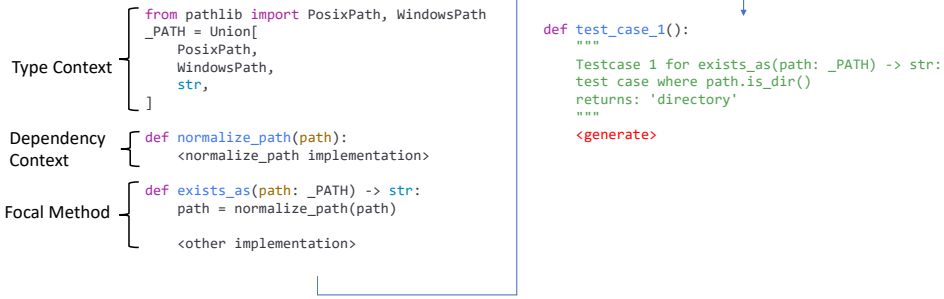 Type Context
from pathlib import PosixPath, WindowsPath
_PATH = Union[
    PosixPath,
    WindowsPath,
    str,
]
Dependency
Context
def normalize_path(path):
    <normalize_path implementation>
Focal Method
def exists_as(path: _PATH) -> str:
    path = normalize_path(path)
    <other implementation>
def test_case_1():
    """
    Testcase 1 for exists_as(path: _PATH) -> str:
    test case where path.is_dir()
    returns: 'directory'
    """
    <generate>